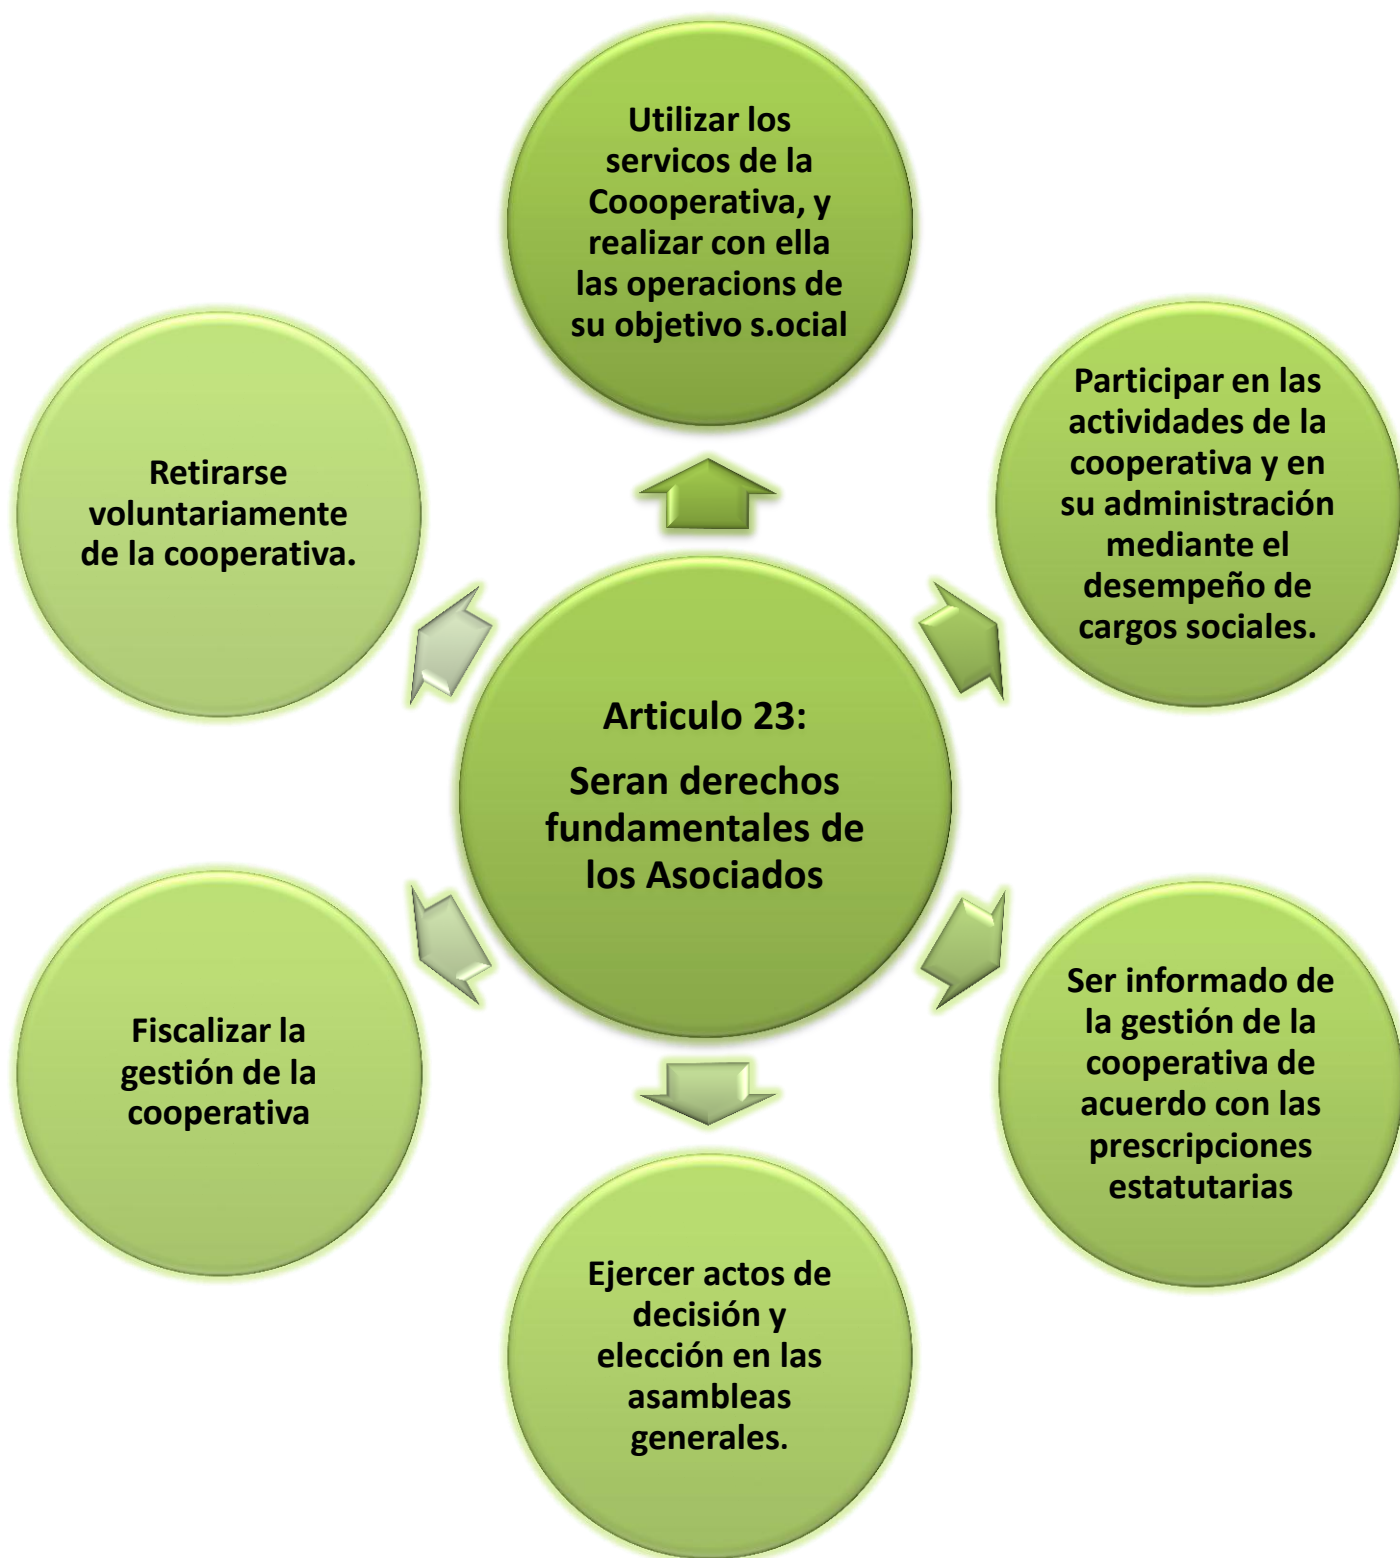 Utilizar los
servicos de la
Coooperativa, y
realizar con ella
las operacions de
su objetivo s.ocial
Participar en las
actividades de la
cooperativa y en
su administración
mediante el
desempeño de
cargos sociales.
Retirarse
voluntariamente
de la cooperativa.
Articulo 23:
Seran derechos
fundamentales de
los Asociados
Ser informado de
la gestión de la
cooperativa de
acuerdo con las
prescripciones
estatutarias
Fiscalizar la
gestión de la
cooperativa
Ejercer actos de
decisión y
elección en las
asambleas
generales.